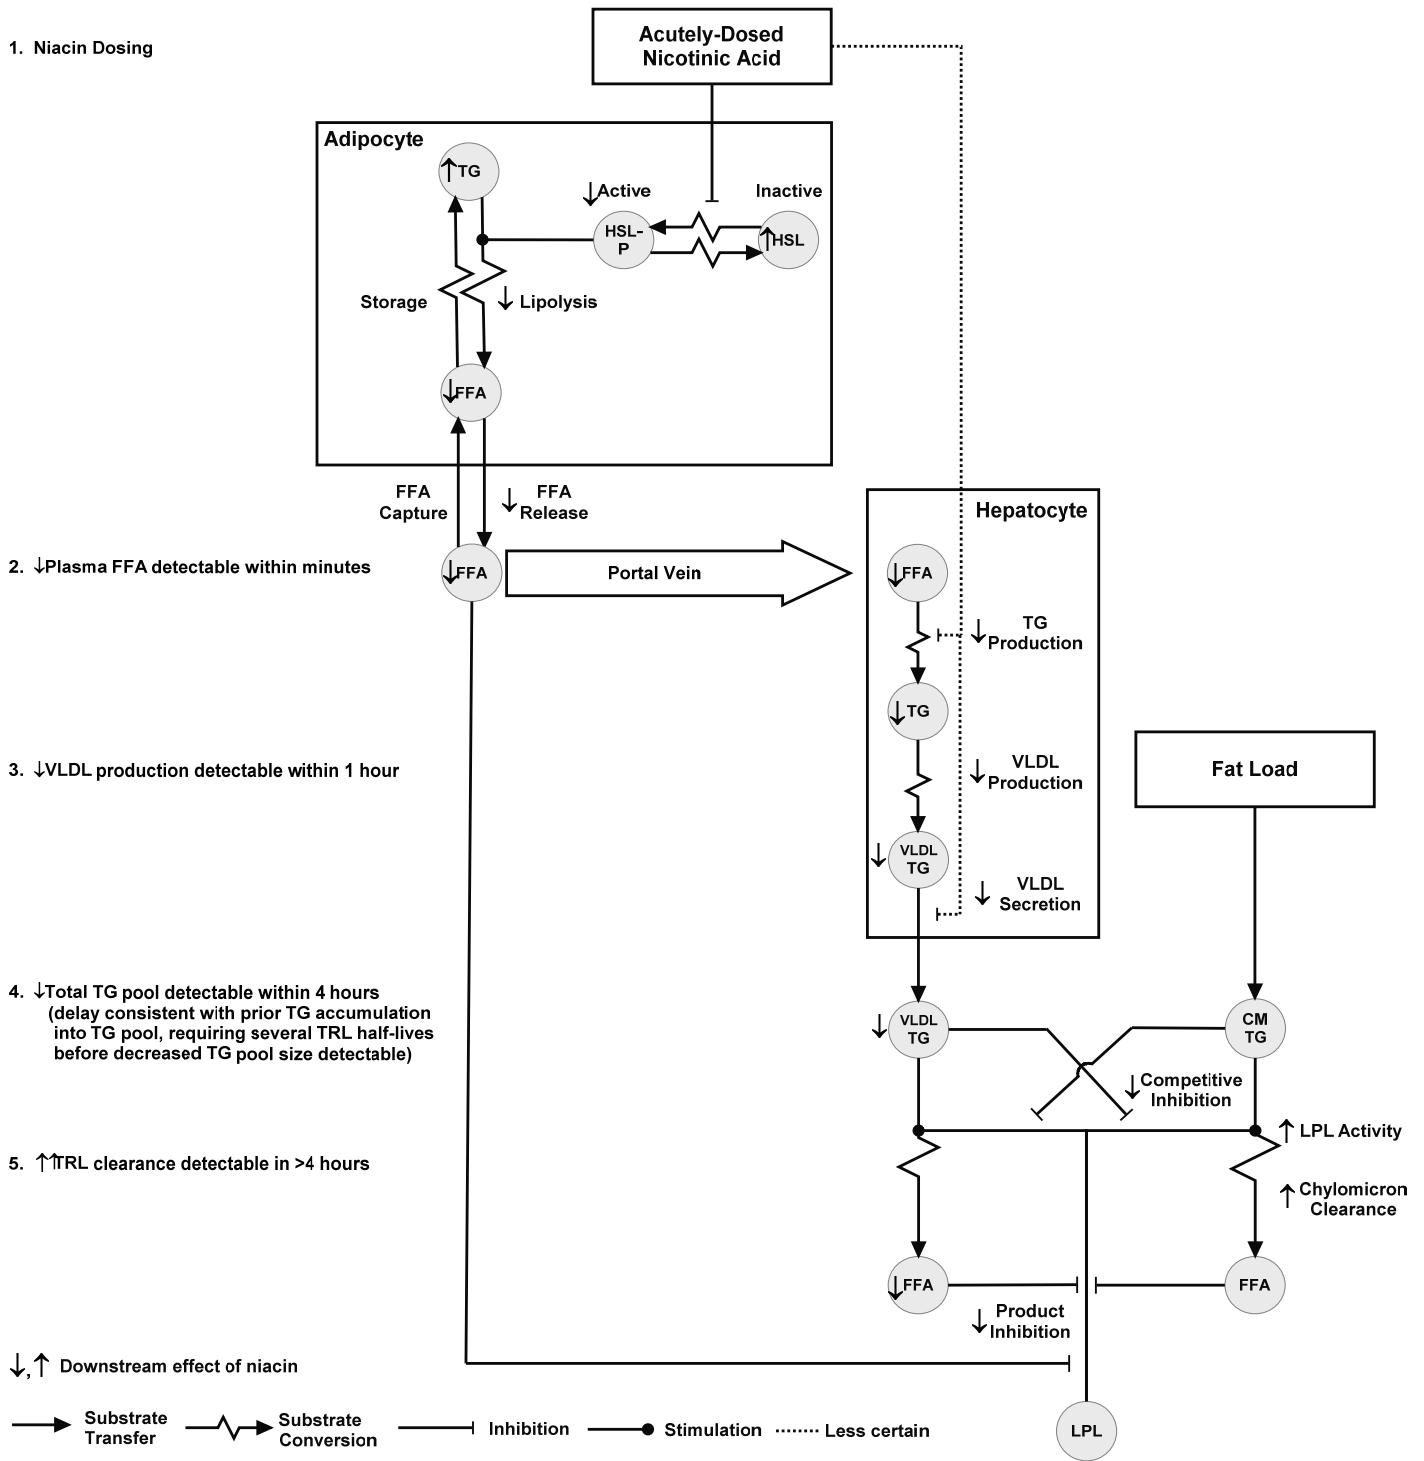 Acutely-Dosed
Nicotinic Acid
1. Niacin Dosing
Adipocyte
↑TG
↓Active
Inactive
HSL-
P
↑HSL
Storage
↓ Lipolysis
↓FFA
FFA
Capture
↓ FFA
Release
Hepatocyte
2. ↓Plasma FFA detectable within minutes
↓FFA
Portal Vein
↓FFA
↓ TG
Production
↓TG
3. ↓VLDL production detectable within 1 hour
↓ VLDL
Production
Fat Load
↓ VLDL
TG
↓ VLDL
Secretion
4. ↓Total TG pool detectable within 4 hours
(delay consistent with prior TG accumulation
into TG pool, requiring several TRL half-lives
before decreased TG pool size detectable)
↓ VLDL
TG
CM
TG
↓ Competitive
Inhibition
↑ LPL Activity
5. ↑↑TRL clearance detectable in >4 hours
↑ Chylomicron
Clearance
↓FFA
FFA
↓ Product
Inhibition
↓,↑ Downstream effect of niacin
Substrate
Transfer
Substrate
Conversion
Inhibition
Stimulation
Less certain
LPL